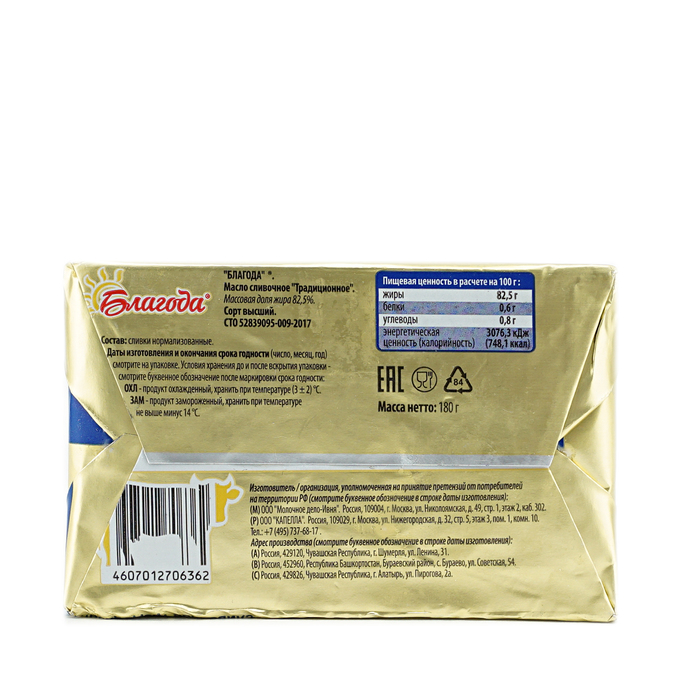 Благода®
"БЛАГОДА" ®.
Масло сливочное "Традиционное".
Массовая доля жира 82,5%.
Сорт высший.
СТО 52839095-009-2017
Состав: сливки нормализованные.
Даты изготовления и окончания срока годности (число, месяц, год)
смотрите на упаковке. Условия хранения до и после вскрытия упаковки -
смотрите буквенное обозначение после маркировки срока годности:
ОХЛ - продукт охлажденный, хранить при температуре (3 ± 2) °С.
ЗАМ - продукт замороженный, хранить при температуре
не выше минус 14 °С.
Пищевая ценность в расчете на 100 г :
жиры 82,5 г
белки 0,6 г
углеводы 0,8 г
энергетическая 3076,3 кДж
ценность (калорийность) (748,1 ккал)
EAC
84
Масса нетто: 180 г
Изготовитель / организация, уполномоченная на принятие претензий от потребителей
на территории РФ (смотрите буквенное обозначение в строке даты изготовления):
(М) ООО "Молочное дело-Ивня". Россия, 109004, г. Москва, ул. Николоямская, д. 49, стр. 1, этаж 2, каб. 302.
(Р) ООО "КАПЕЛЛА". Россия, 109029, г. Москва, ул. Нижегородская, д. 32, стр. 5, этаж 3, пом. 1, комн. 10.
Тел.: +7 (495) 737-68-17
Адрес производства (смотрите буквенное обозначение в строке даты изготовления):
(А) Россия, 429120, Чувашская Республика, г. Шумерля, ул. Ленина, 31.
(В) Россия, 452960, Республика Башкортостан, Бураевский район, с. Бураево, ул. Советская, 54.
(С) Россия, 429826, Чувашская Республика, г. Алатырь, ул. Пирогова, 2а.
4607012706362